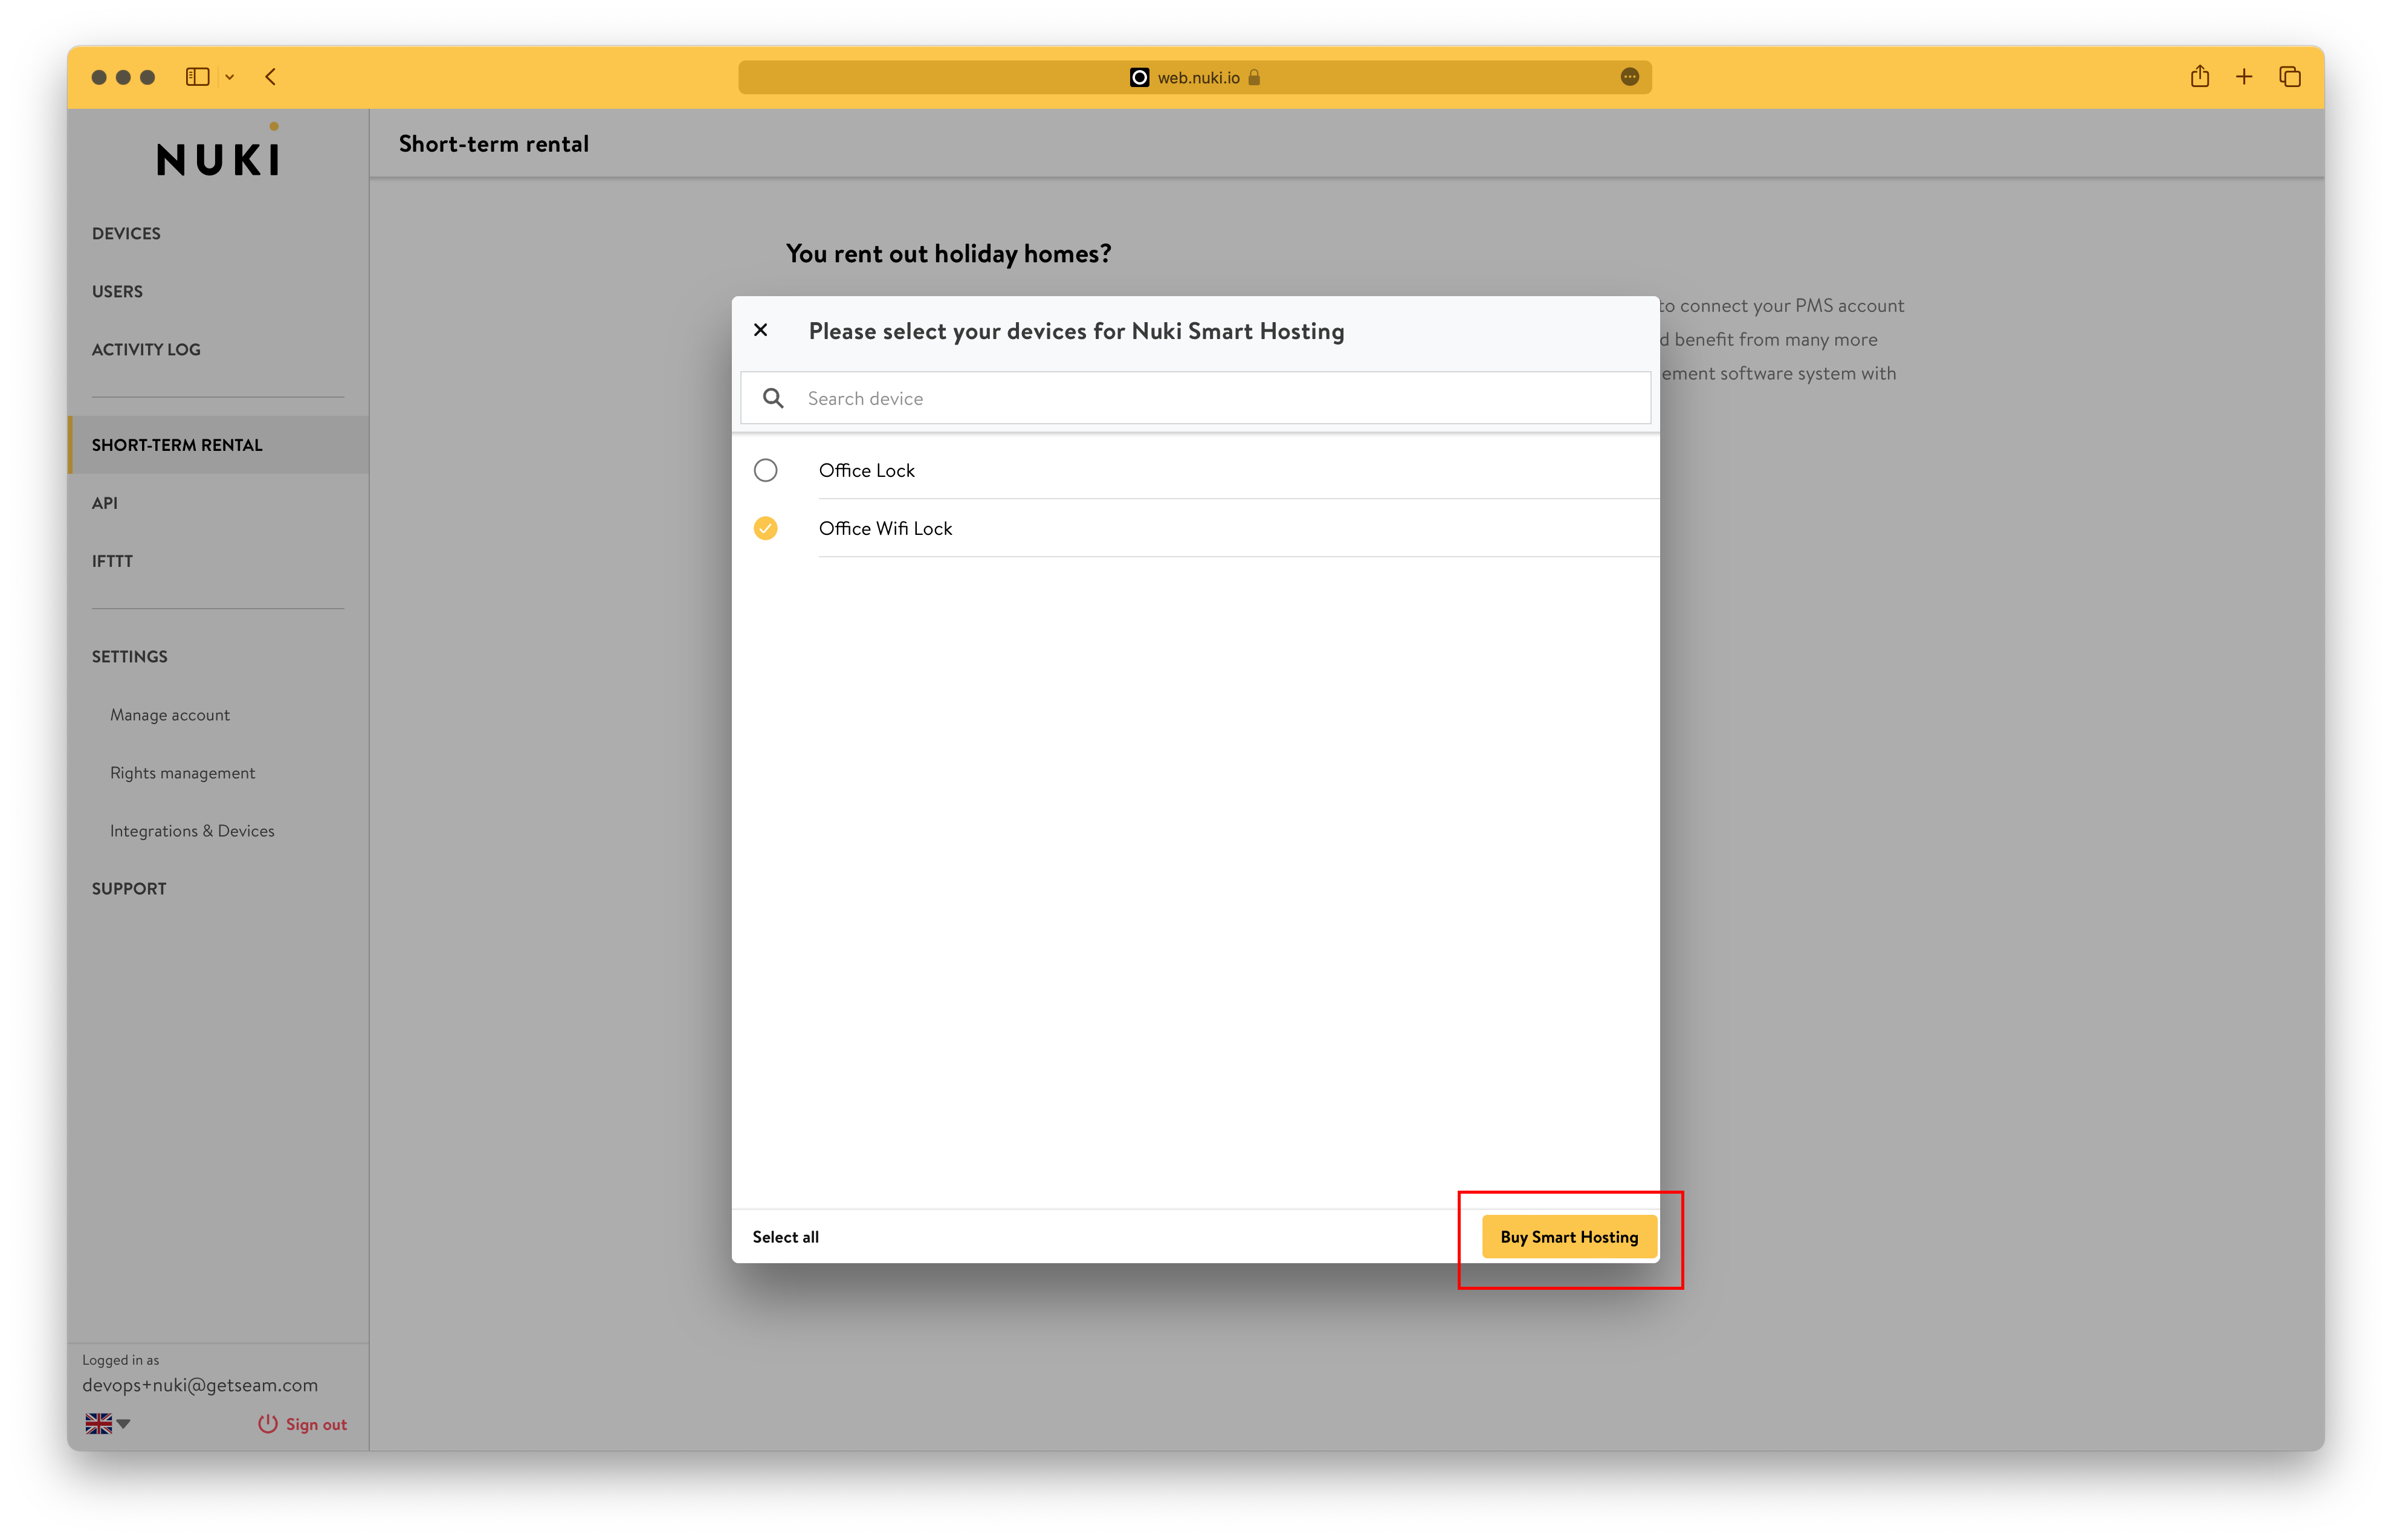 web.nuki.io
NUKI
Short-term rental
DEVICES
USERS
ACTIVITY LOG
SHORT-TERM RENTAL
API
IFTTT
SETTINGS
Manage account
Rights management
Integrations & Devices
SUPPORT
Logged in as
devops+nuki@getseam.com
Sign out
You rent out holiday homes?
to connect your PMS account
benefit from many more
software system with
Please select your devices for Nuki Smart Hosting
Search device
Office Lock
Office Wifi Lock
Select all
Buy Smart Hosting